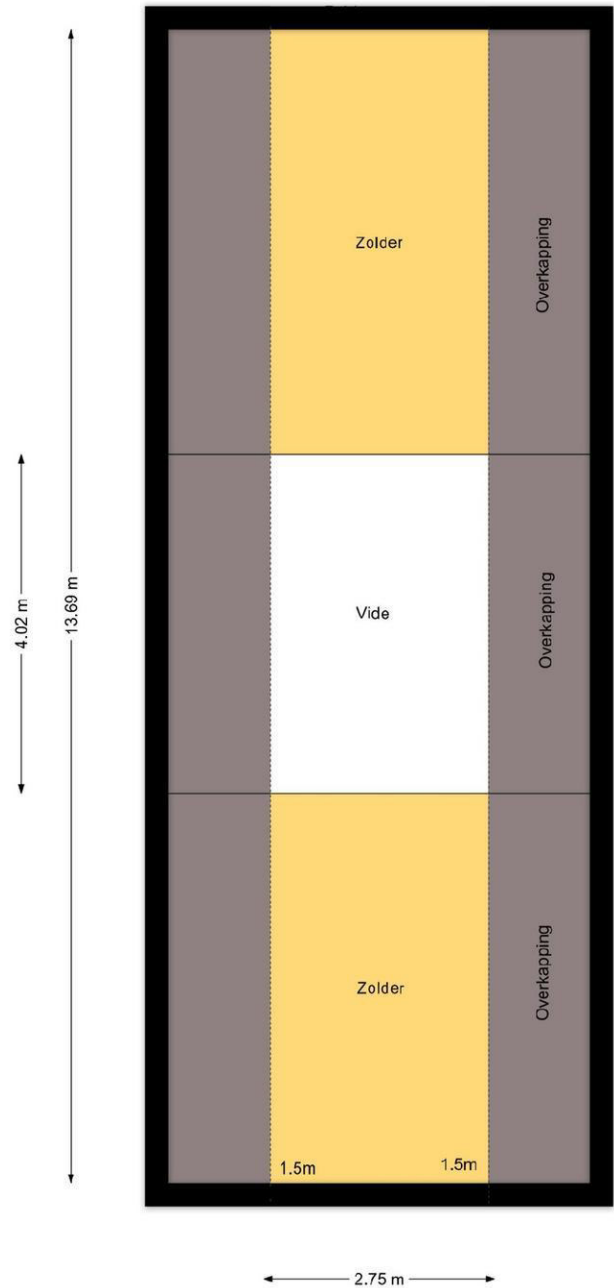 Zolder
Overkapping
4.02 m
13.69 m
Vide
Overkapping
Zolder
Overkapping
1.5m
1.5m
2.75 m